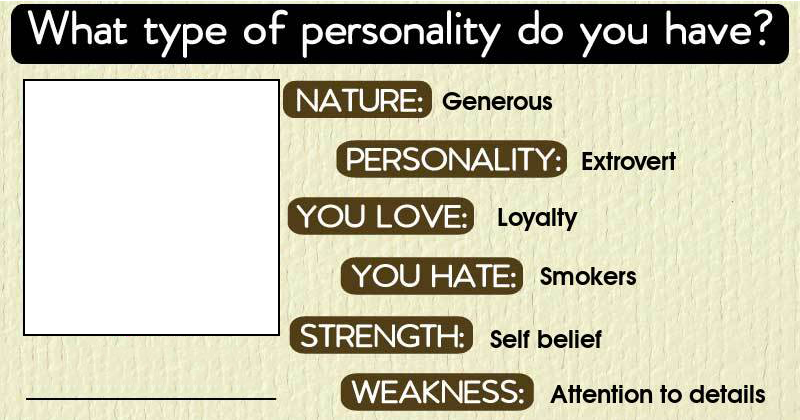 What type of personality do you have?
NATURE: Generous
PERSONALITY: Extrovert
YOU LOVE: Loyalty
YOU HATE: Smokers
STRENGTH: Self belief
WEAKNESS: Attention to details